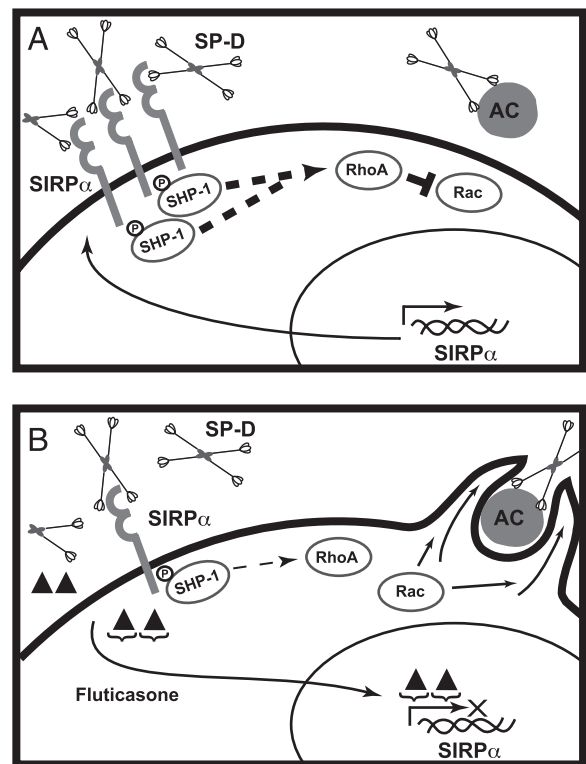 A
SP-D
AC
SIRPα
P
SHP-1
RhoA
Rac
P
SHP-1
SIRPα
B
SP-D
SIRPα
AC
RhoA
P
SHP-1
Rac
Fluticasone
SIRPα